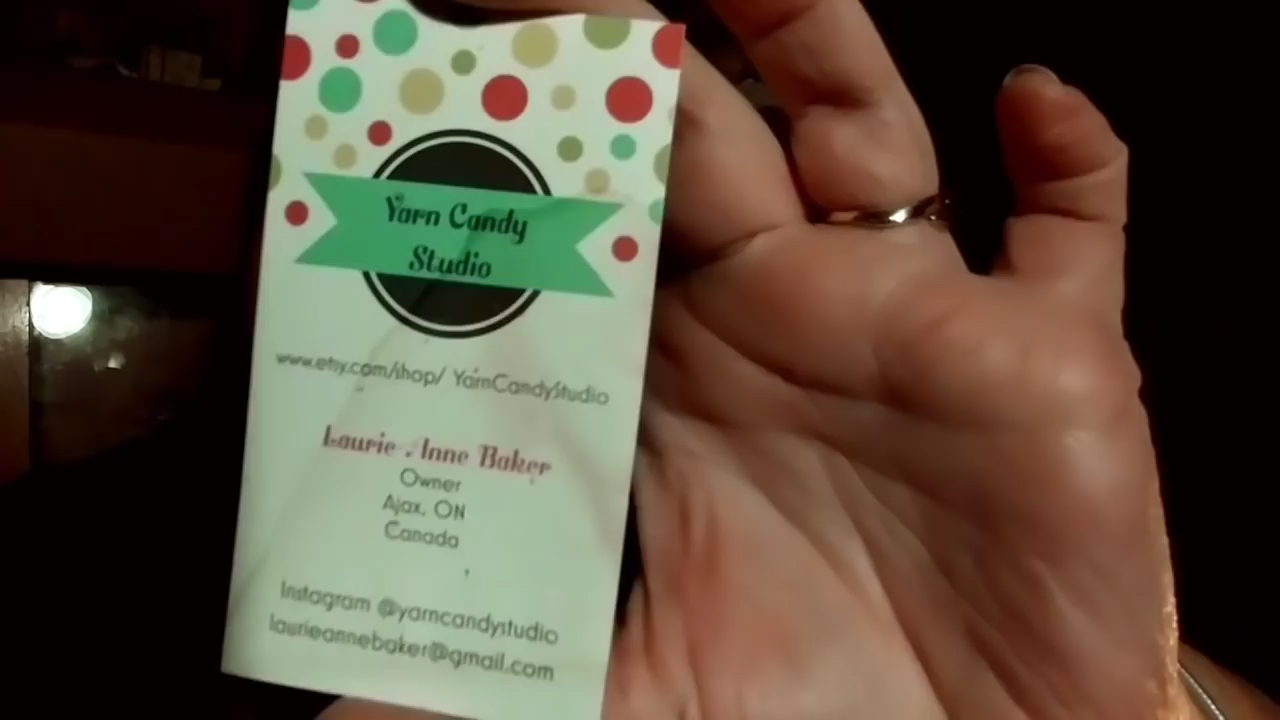 Yarn Candy
Studio
www.etsy.com/shop/ YarnCandyStudio
Laurie Anne Baker
Owner
Ajax, ON
Canada
Instagram @yarncandystudio
laurieannebaker@gmail.com